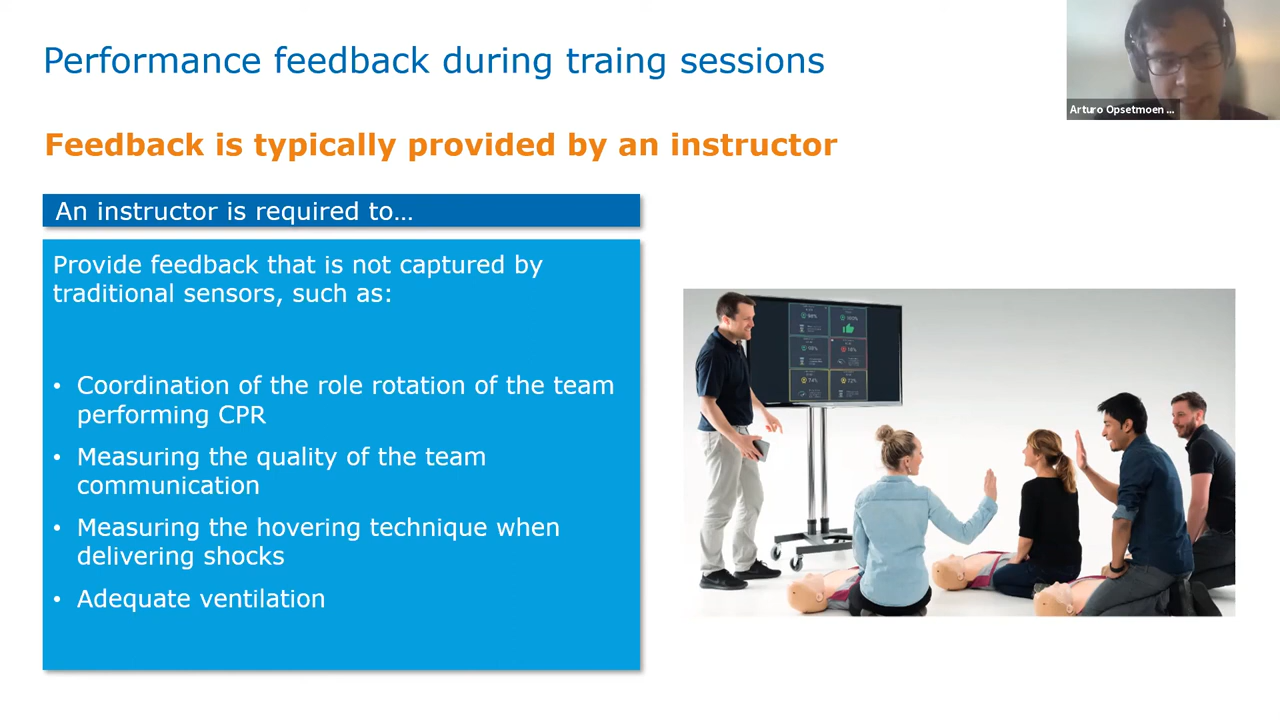 Performance feedback during traing sessions
Arturo Opsetmoen ...
Feedback is typically provided by an instructor
An instructor is required to...
Provide feedback that is not captured by
traditional sensors, such as:
• Coordination of the role rotation of the team
performing CPR
• Measuring the quality of the team
communication
• Measuring the hovering technique when
delivering shocks
• Adequate ventilation